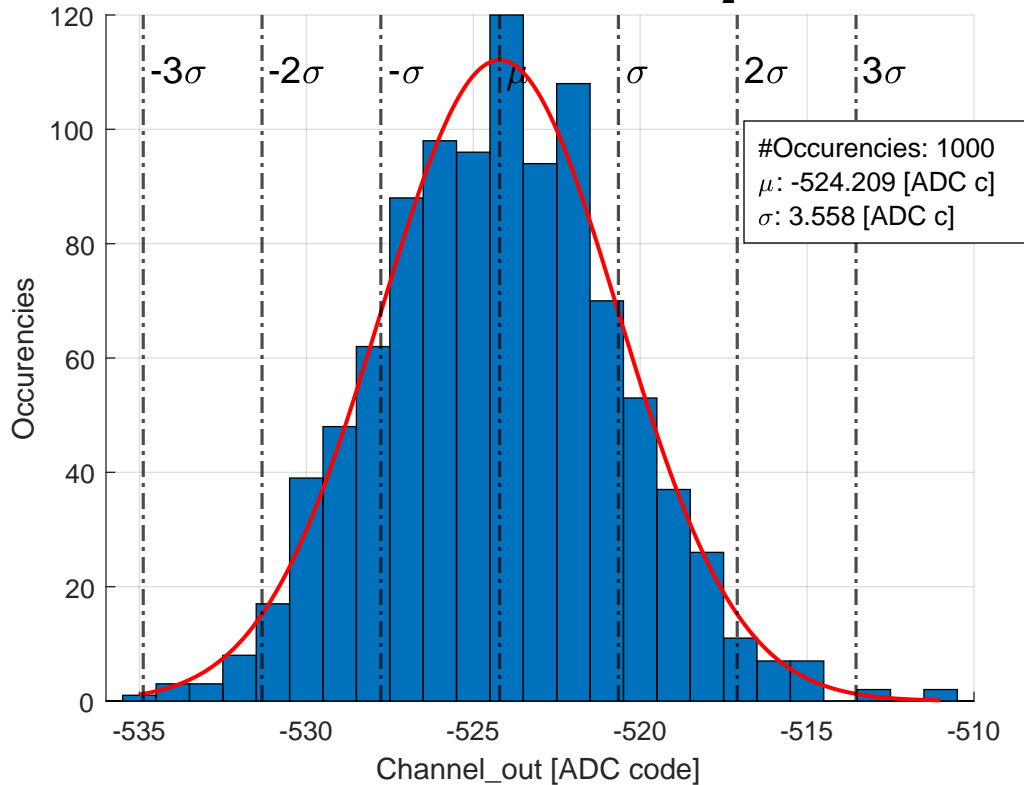 120
100
80
60
40
20
0
-3σ
-2σ
-σ
μ
σ
2σ
3σ
#Occurencies: 1000
μ: -524.209 [ADC c]
σ: 3.558 [ADC c]
Occurencies
-535
-530
-525
-520
-515
-510
Channel_out [ADC code]